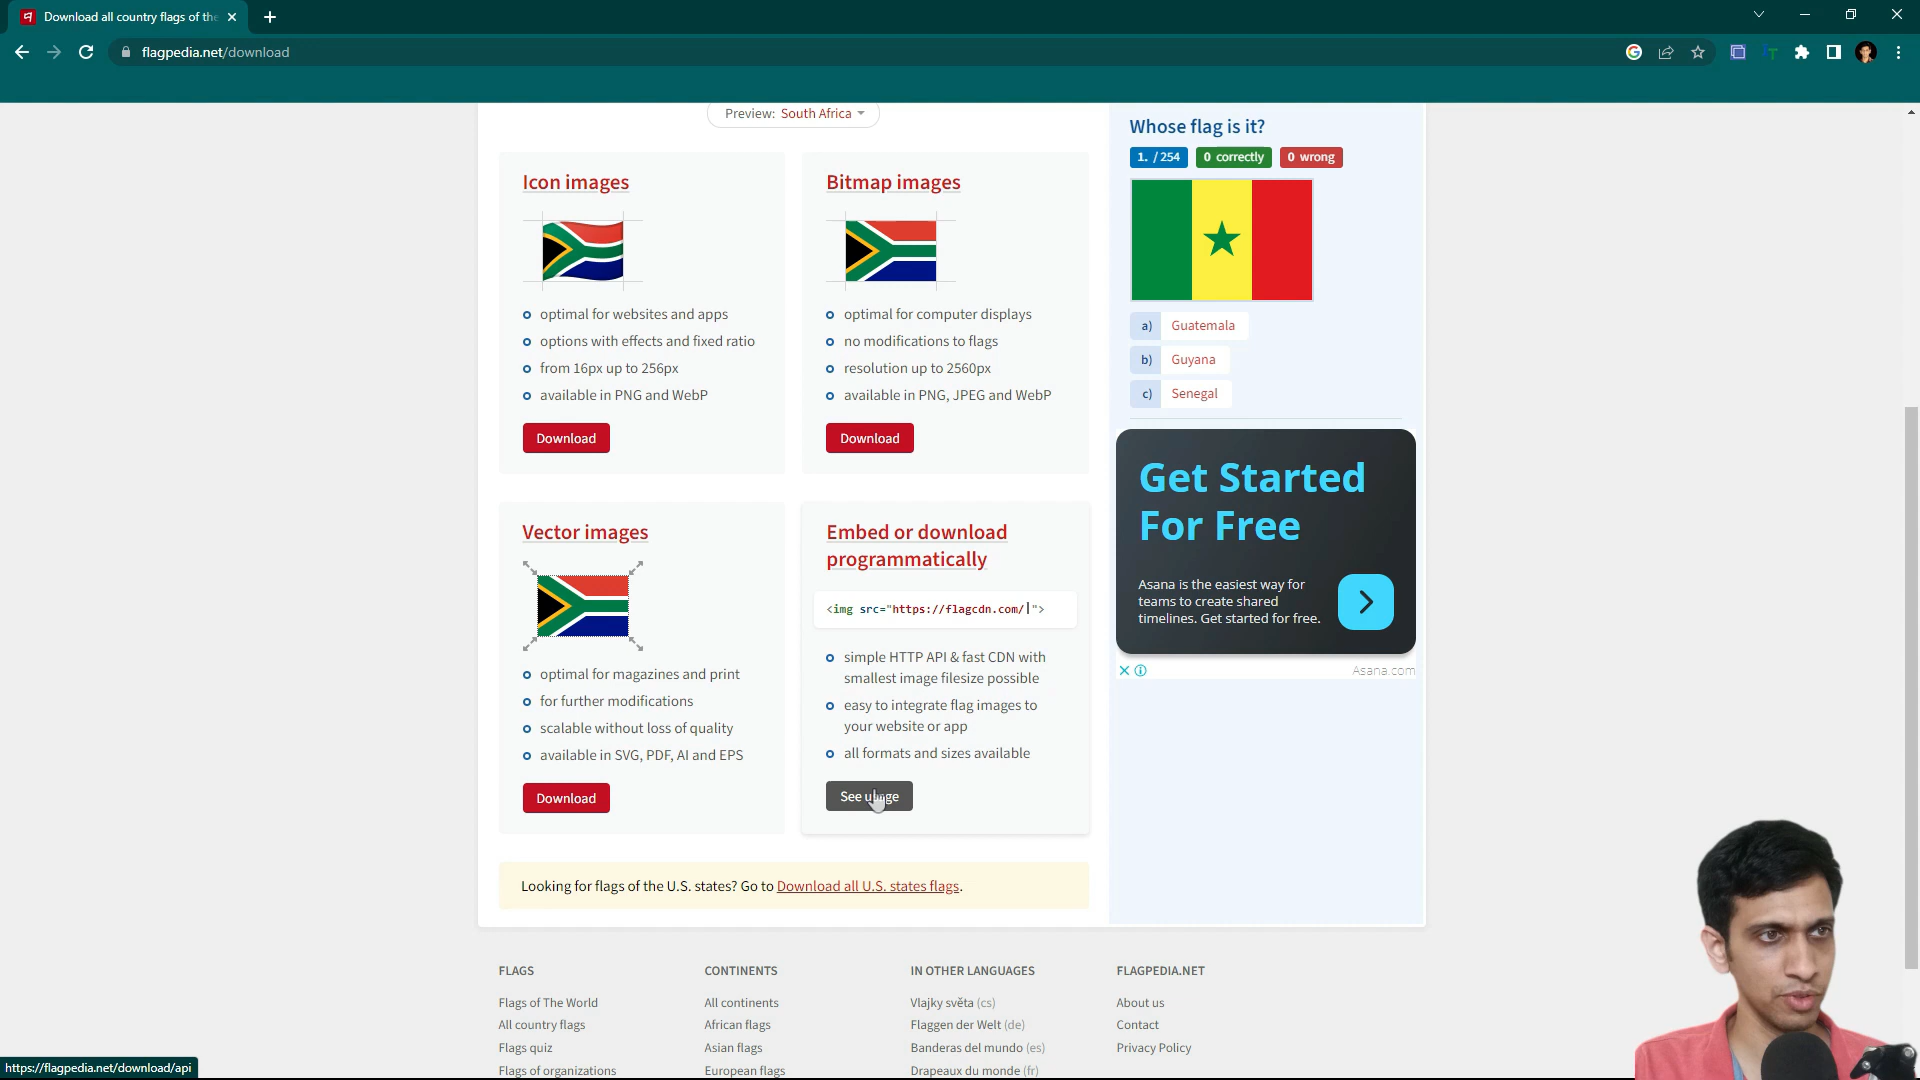 Download all country flags of the
flagpedia.net/download
Preview: South Africa
Icon images
optimal for websites and apps
options with effects and fixed ratio
from 16px up to 256px
available in PNG and WebP
Download
Bitmap images
optimal for computer displays
no modifications to flags
resolution up to 2560px
available in PNG, JPEG and WebP
Download
Vector images
optimal for magazines and print
for further modifications
scalable without loss of quality
available in SVG, PDF, AI and EPS
Download
Embed or download
programmatically
<img src="https://flagcdn.com/|">
simple HTTP API & fast CDN with
smallest image filesize possible
easy to integrate flag images to
your website or app
all formats and sizes available
See usage
Looking for flags of the U.S. states? Go to Download all U.S. states flags.
Whose flag is it?
1. / 254 0 correctly 0 wrong
a) Guatemala
b) Guyana
c) Senegal
Get Started
For Free
Asana is the easiest way for
teams to create shared
timelines. Get started for free.
Asana.com
FLAGS
Flags of The World
All country flags
Flags quiz
Flags of organizations
CONTINENTS
All continents
African flags
Asian flags
European flags
IN OTHER LANGUAGES
Vlajky světa (cs)
Flaggen der Welt (de)
Banderas del mundo (es)
Drapeaux du monde (fr)
FLAGPEDIA.NET
About us
Contact
Privacy Policy
https://flagpedia.net/download/api